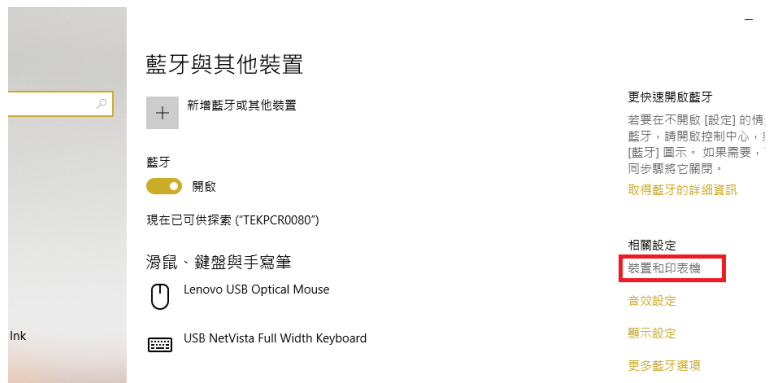 藍牙與其他裝置
新增藍牙或其他裝置
藍牙
開啟
現在已可供探索 ("TEKPCR0080")
滑鼠、鍵盤與手寫筆
Lenovo USB Optical Mouse
USB NetVista Full Width Keyboard
Ink
更快速開啟藍牙
若要在不開啟 [設定] 的情
藍牙，請開啟控制中心，
[藍牙] 圖示。 如果需要，
同步驟將它關閉。
取得藍牙的詳細資訊
相關設定
裝置和印表機
音效設定
顯示設定
更多藍牙選項